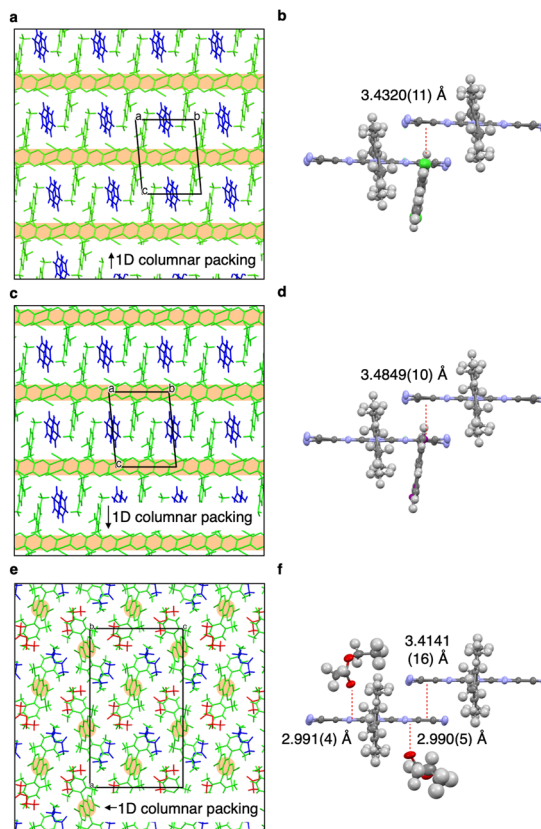 a
b
3.4320(11) Å
a
b
c
↑1D columnar packing
c
d
3.4849(10) Å
a
b
c
↓1D columnar packing
e
f
c
3.4141
(16) Å
2.991(4) Å
2.990(5) Å
←1D columnar packing